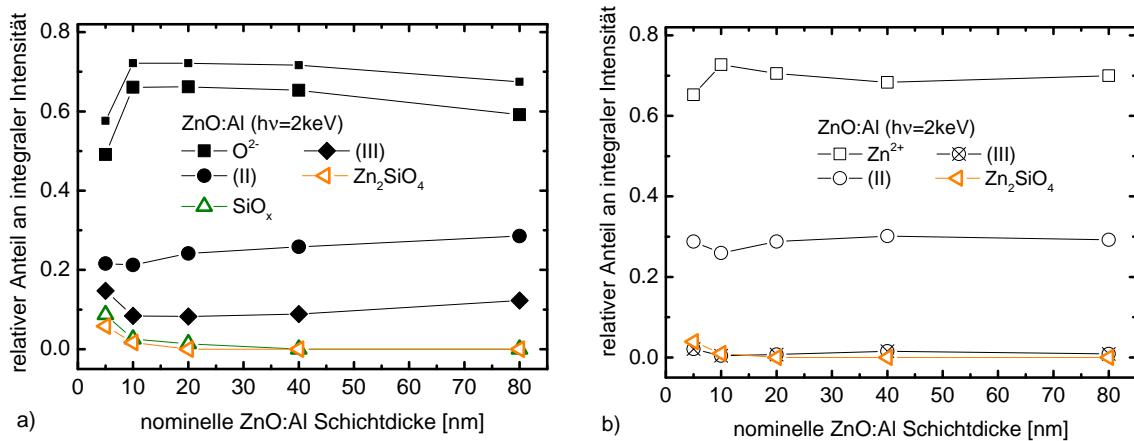 relativer Anteil an integraler Intensität
0.8
0.6
0.4
0.2
0.0
ZnO:Al (hν=2keV)
O²⁻
(III)
(II)
Zn₂SiO₄
SiOₓ
0 10 20 30 40 50 60 70 80
nominelle ZnO:Al Schichtdicke [nm]
a)
relativer Anteil an integraler Intensität
0.8
0.6
0.4
0.2
0.0
ZnO:Al (hν=2keV)
Zn²⁺
(III)
(II)
Zn₂SiO₄
0 10 20 30 40 50 60 70 80
nominelle ZnO:Al Schichtdicke [nm]
b)